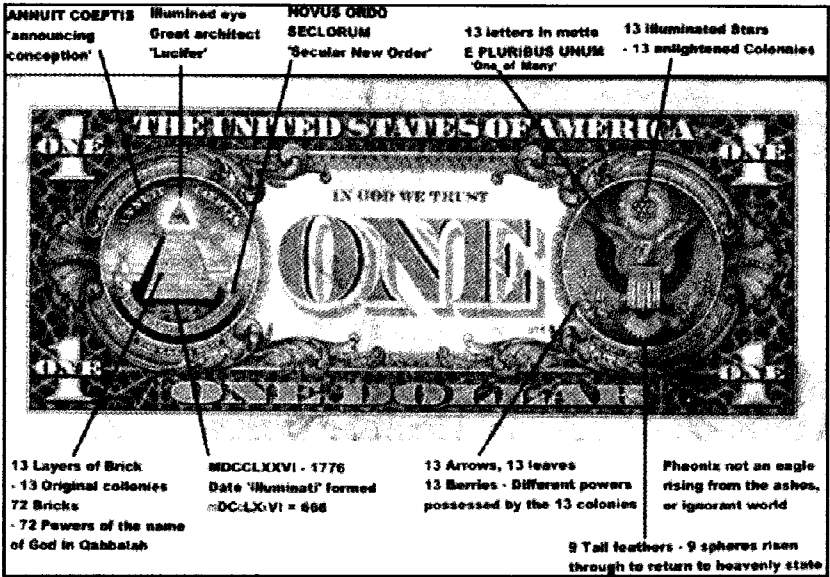 ANNUIT COEPTIS
'announcing
conception'
Illumined eye
Great architect
'Lucifer'
NOVUS ORDO
SECLORUM
'Secular New Order'
13 letters in motte
E PLURIBUS UNUM
'One of Many'
13 Illuminated Stars
- 13 enlightened Colonnies
THE UNITED STATES OF AMERICA
ONE
ONE
IN GOD WE TRUST
ONE
ONE
ONE
ONE DOLLAR
13 Layers of Brick
- 13 Original collonies
72 Bricks
- 72 Powers of the name
of God in Qabbalah
MDCCLXXVI - 1776
Date 'Illuminati' formed
mDCcLXxVI = 666
13 Arrows, 13 leaves
13 Berries - Different powers
possessed by the 13 colonies
Pheonix not an eagle
rising from the ashes,
or ignorant world
9 Tail feathers - 9 spheres risen
through to return to heavenly state